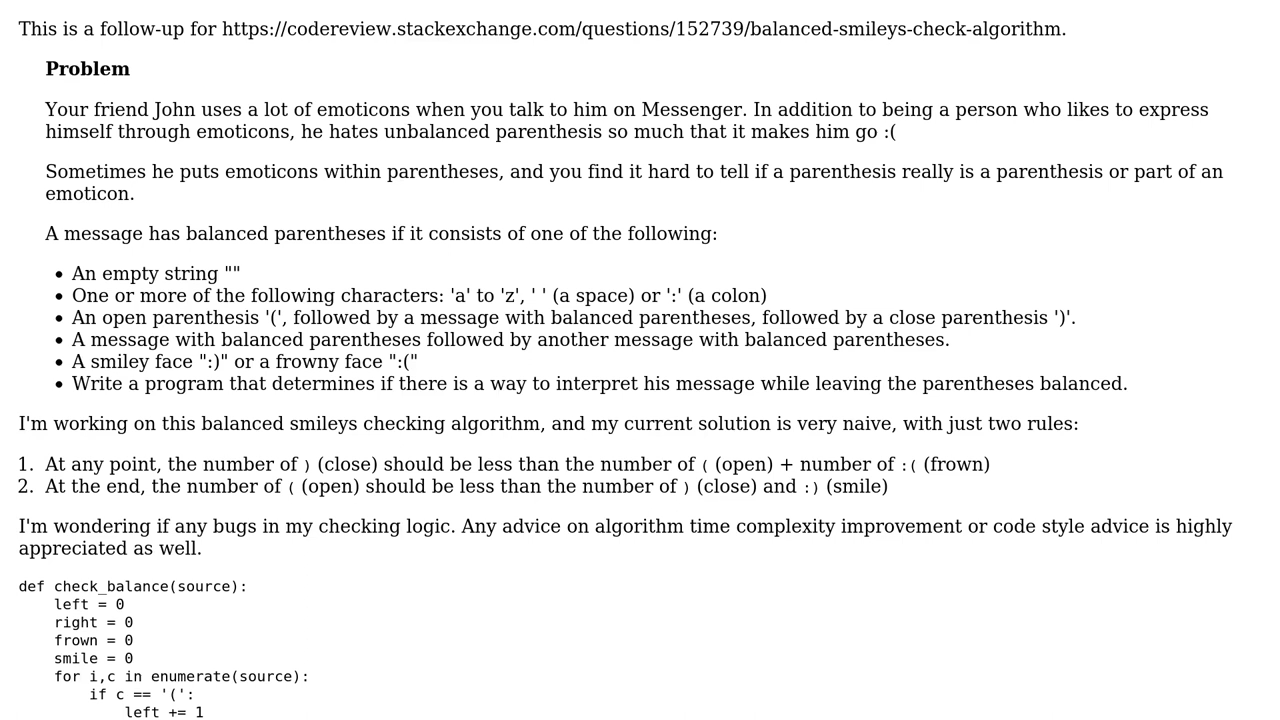 This is a follow-up for https://codereview.stackexchange.com/questions/152739/balanced-smileys-check-algorithm.
Problem
Your friend John uses a lot of emoticons when you talk to him on Messenger. In addition to being a person who likes to express
himself through emoticons, he hates unbalanced parenthesis so much that it makes him go :(
Sometimes he puts emoticons within parentheses, and you find it hard to tell if a parenthesis really is a parenthesis or part of an
emoticon.
A message has balanced parentheses if it consists of one of the following:
• An empty string ""
• One or more of the following characters: 'a' to 'z', ' ' (a space) or ':' (a colon)
• An open parenthesis '(', followed by a message with balanced parentheses, followed by a close parenthesis ')'.
• A message with balanced parentheses followed by another message with balanced parentheses.
• A smiley face ":)" or a frowny face ":("
• Write a program that determines if there is a way to interpret his message while leaving the parentheses balanced.
I'm working on this balanced smileys checking algorithm, and my current solution is very naive, with just two rules:
1. At any point, the number of ) (close) should be less than the number of ( (open) + number of :( (frown)
2. At the end, the number of ( (open) should be less than the number of ) (close) and :) (smile)
I'm wondering if any bugs in my checking logic. Any advice on algorithm time complexity improvement or code style advice is highly
appreciated as well.
def check_balance(source):
    left = 0
    right = 0
    frown = 0
    smile = 0
    for i,c in enumerate(source):
        if c == '(':
            left += 1